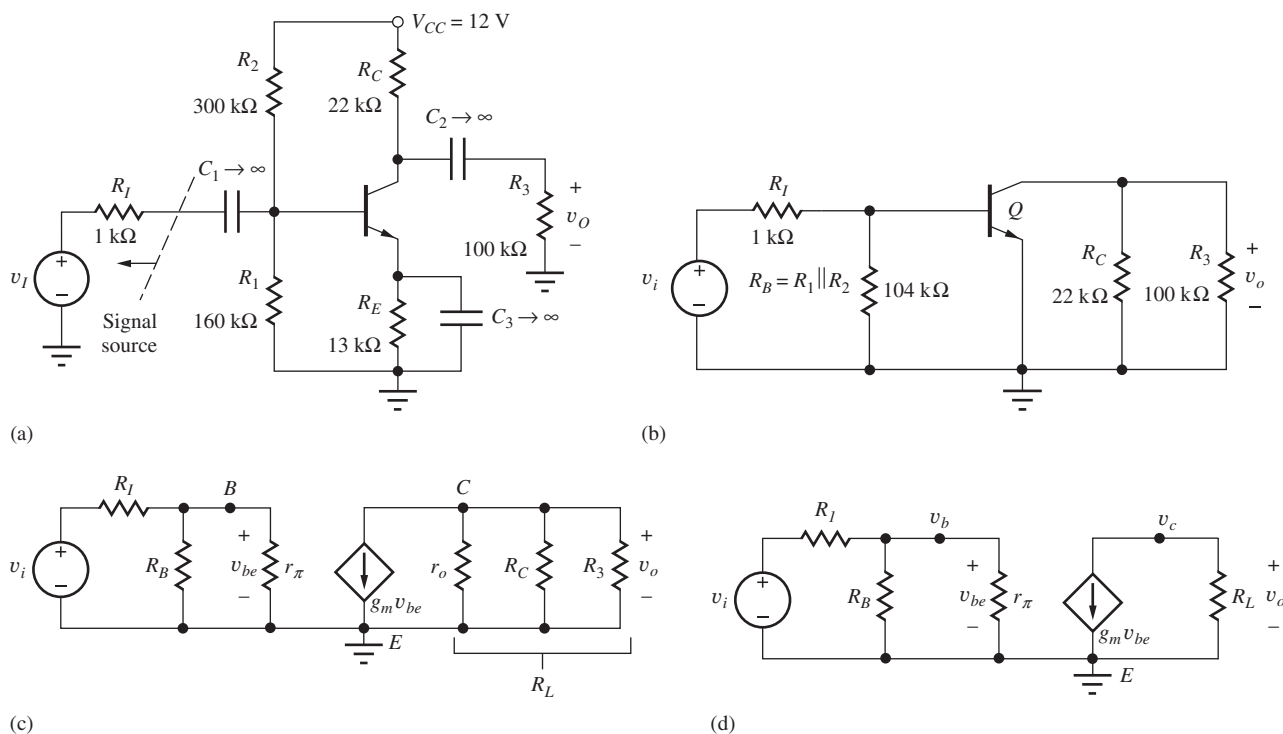 V_CC = 12 V
R_2
300 kΩ
R_C
22 kΩ
C_2 → ∞
C_1 → ∞
R_I
1 kΩ
R_3
+
v_O
–
100 kΩ
v_I
+
–
Signal
source
R_1
160 kΩ
R_E
13 kΩ
C_3 → ∞
(a)
R_I
1 kΩ
Q
v_i
+
–
R_B = R_1 || R_2
104 kΩ
R_C
22 kΩ
R_3
100 kΩ
+
v_o
–
(b)
R_I
B
C
v_i
+
–
R_B
+
v_be
–
r_π
g_m v_be
r_o
R_C
R_3
+
v_o
–
E
R_L
(c)
R_I
v_b
v_c
v_i
+
–
R_B
+
v_be
–
r_π
g_m v_be
R_L
+
v_o
–
E
(d)